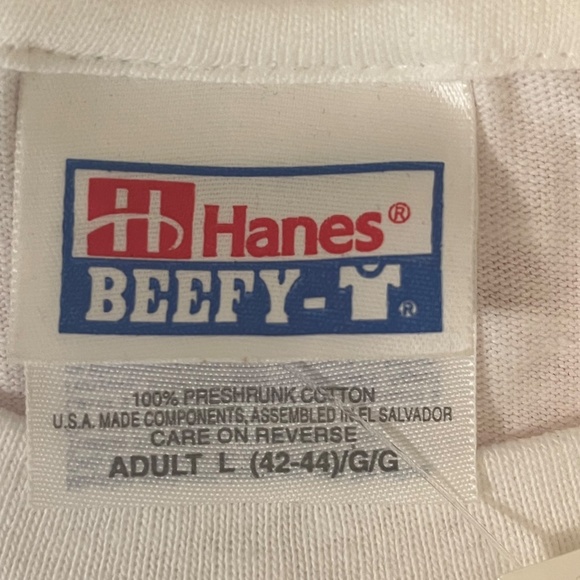 Hanes®
BEEFY-T®
100% PRESHRUNK COTTON
U.S.A. MADE COMPONENTS, ASSEMBLED IN EL SALVADOR
CARE ON REVERSE
ADULT L (42-44)/G/G